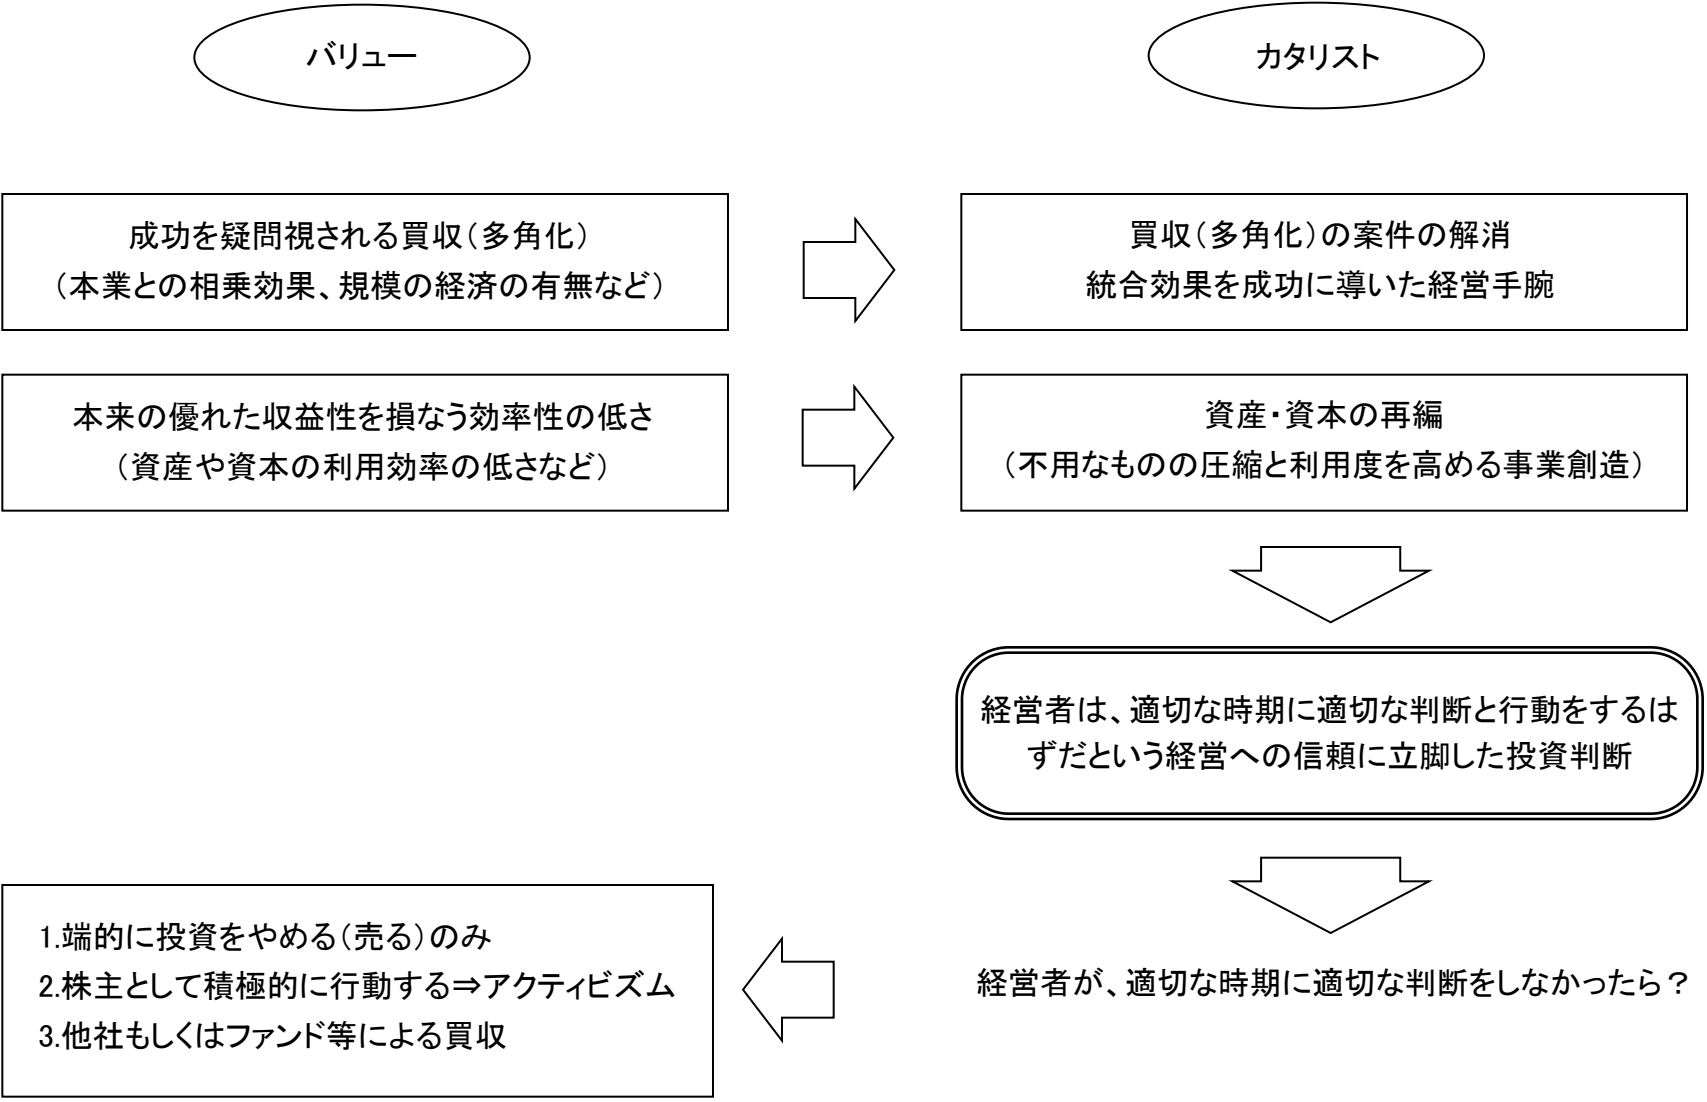 バリュー
カタリスト
成功を疑問視される買収（多角化）
（本業との相乗効果、規模の経済の有無など）
買収（多角化）の案件の解消
統合効果を成功に導いた経営手腕
本来の優れた収益性を損なう効率性の低さ
（資産や資本の利用効率の低さなど）
資産・資本の再編
（不用なものの圧縮と利用度を高める事業創造）
経営者は、適切な時期に適切な判断と行動をするは
ずだという経営への信頼に立脚した投資判断
経営者が、適切な時期に適切な判断をしなかったら？
1.端的に投資をやめる（売る）のみ
2.株主として積極的に行動する⇒アクティビズム
3.他社もしくはファンド等による買収